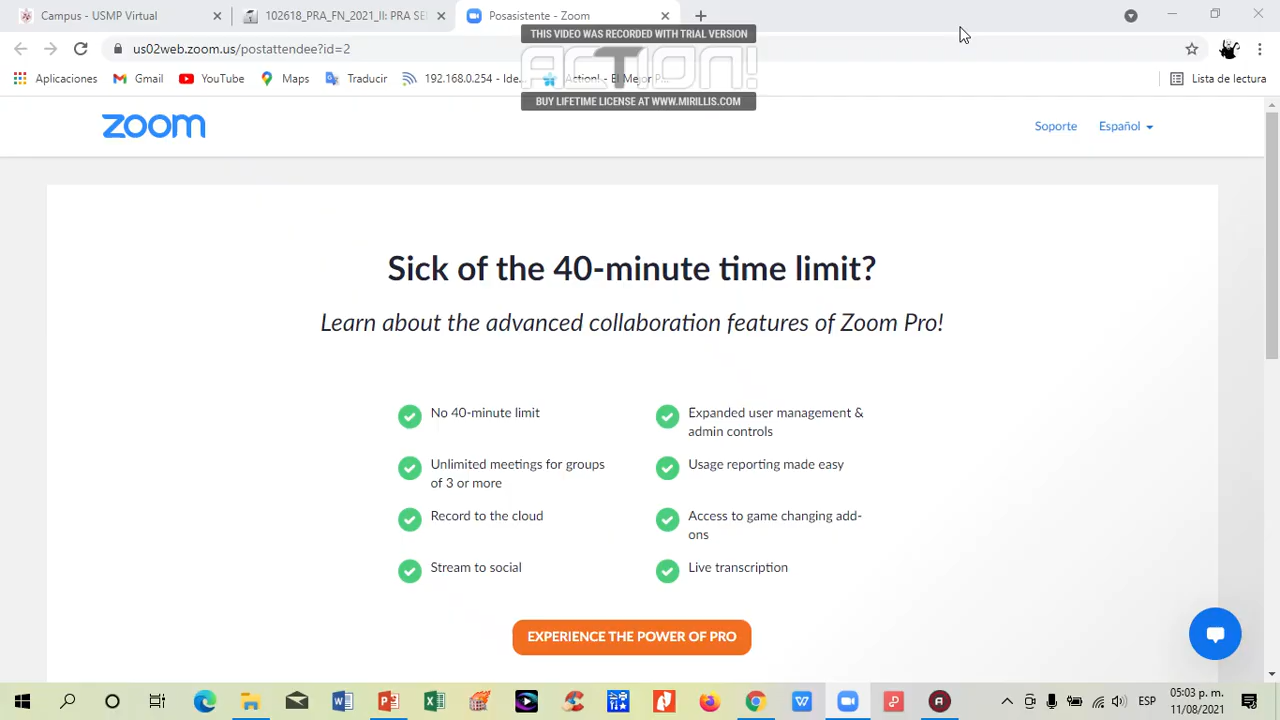 Campus - USMP Virtual
102618_PRA_FN_2021_II: PRA SE
Posasistente - Zoom
us02web.zoom.us/postattendee?id=2
THIS VIDEO WAS RECORDED WITH TRIAL VERSION
ACTION!
BUY LIFETIME LICENSE AT WWW.MIRILLIS.COM
Aplicaciones
Gmail
YouTube
Maps
Traducir
192.168.0.254 - Ide...
Action! - El Mejor Pr...
Lista de lectura
zoom
Soporte
Español
Sick of the 40-minute time limit?
Learn about the advanced collaboration features of Zoom Pro!
No 40-minute limit
Unlimited meetings for groups
of 3 or more
Record to the cloud
Stream to social
Expanded user management &
admin controls
Usage reporting made easy
Access to game changing add-
ons
Live transcription
EXPERIENCE THE POWER OF PRO
ESP
05:03 p. m.
11/08/2021